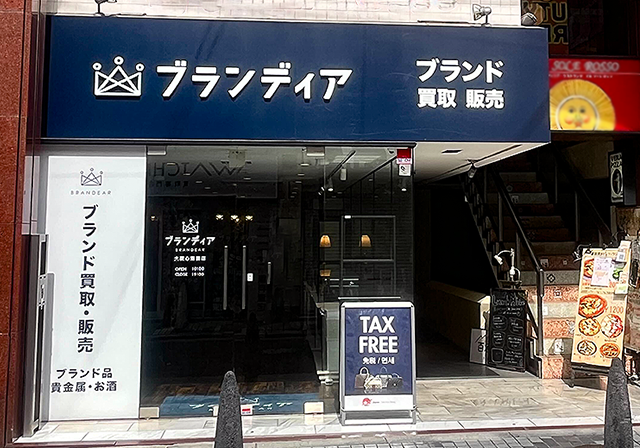 ブランディア
ブランド
買取 販売
BRANDEAR
ブランド買取・販売
ブランド品
貴金属・お酒
ブランディア
BRANDEAR
大阪心斎橋店
OPEN 10:00
CLOSE 19:00
TAX
FREE
免税/면세